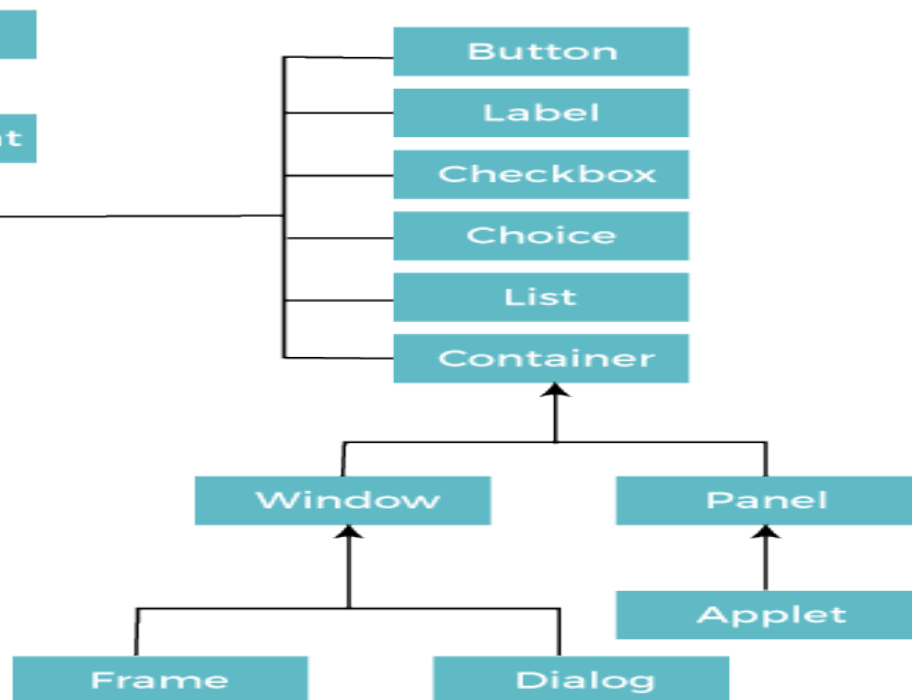 Button
Label
Checkbox
Choice
List
Container
Window
Panel
Applet
Frame
Dialog